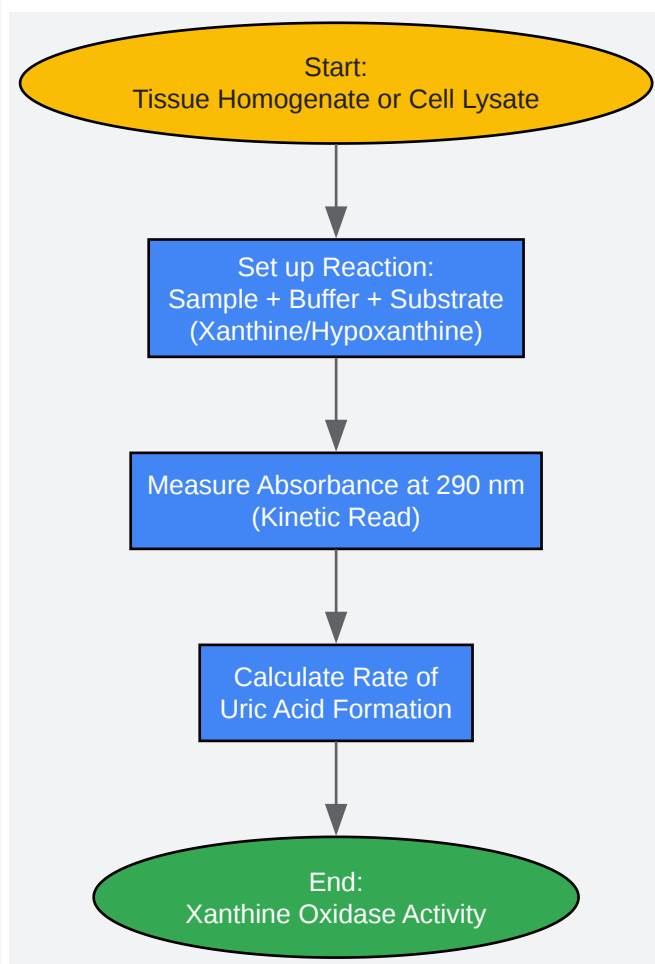 Start:
Tissue Homogenate or Cell Lysate
Set up Reaction:
Sample + Buffer + Substrate
(Xanthine/Hypoxanthine)
Measure Absorbance at 290 nm
(Kinetic Read)
Calculate Rate of
Uric Acid Formation
End:
Xanthine Oxidase Activity